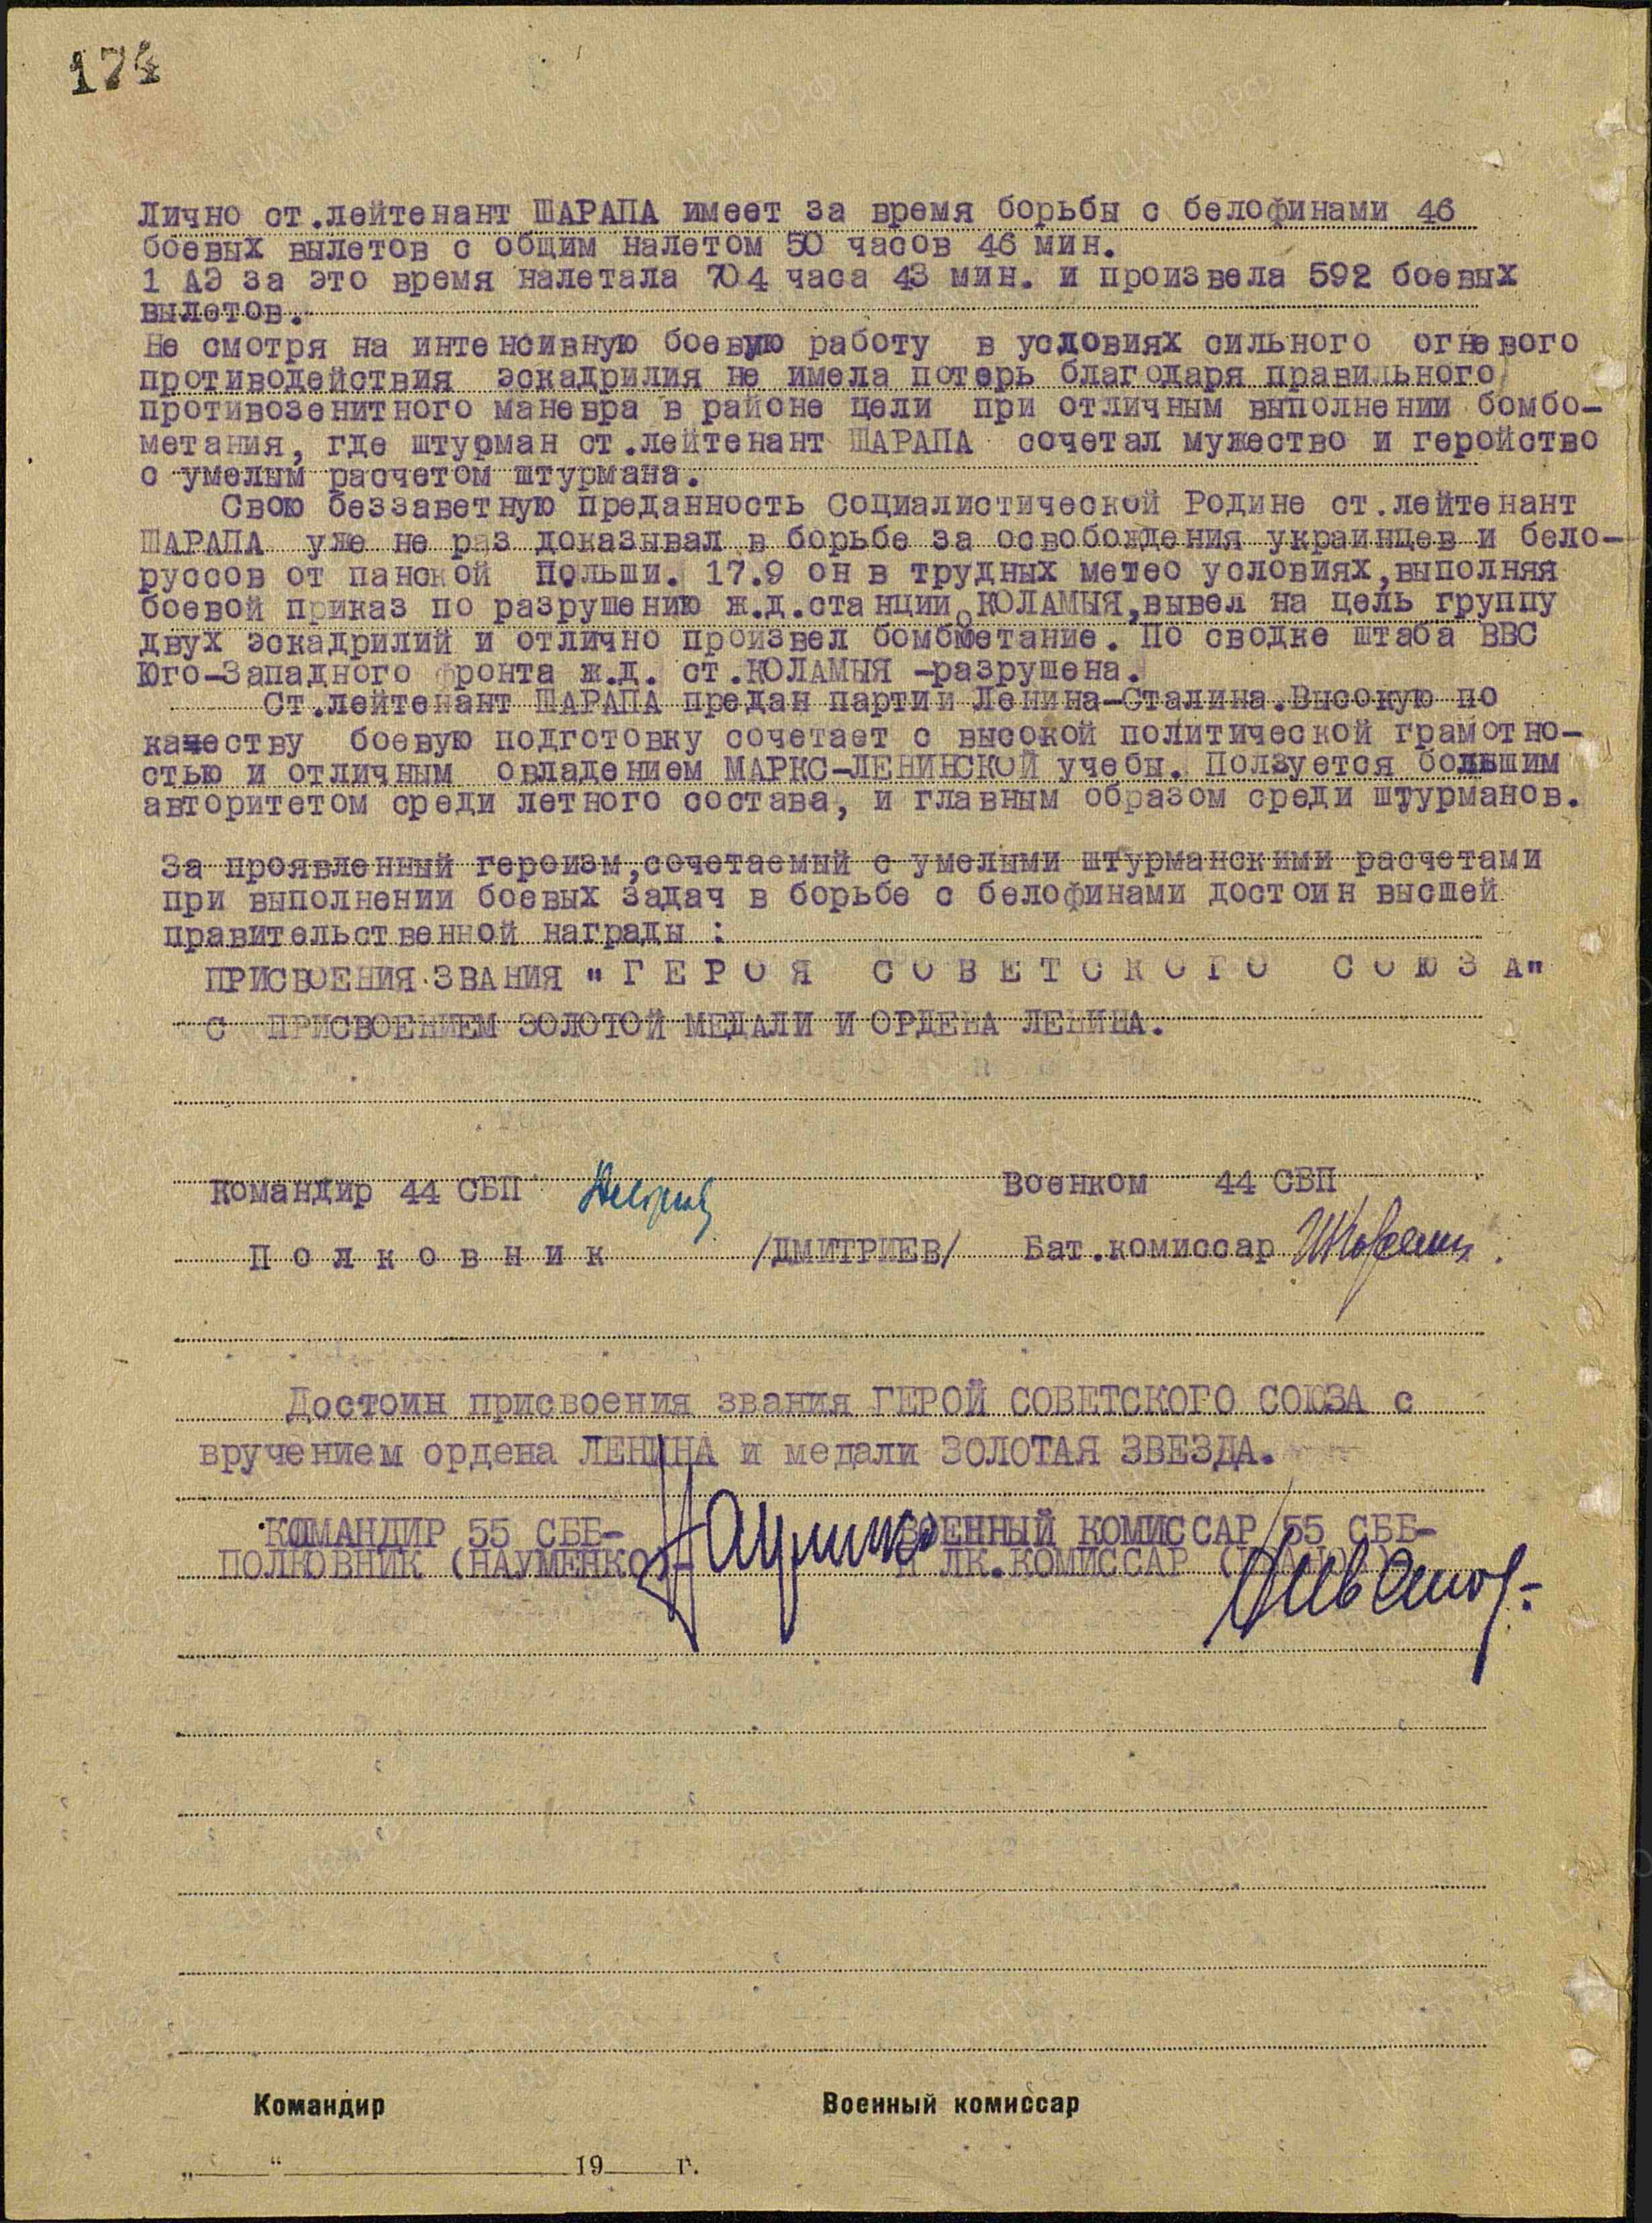 174
Лично ст.лейтенант ШАРАПА имеет за время борьбы с белофинами 46
боевых вылетов с общим налетом 50 часов 46 мин.
1 АЭ за это время налетала 704 часа 43 мин. и произвела 592 боевых
вылетов.
Не смотря на интенсивную боевую работу в условиях сильного огневого
противодействия эскадрилия не имела потерь благодаря правильного
противозенитного маневра в районе цели при отличным выполнении бомбо-
метания, где штурман ст.лейтенант ШАРАПА сочетал мужество и геройство
с умелым расчетом штурмана.
Свою беззаветную преданность Социалистической Родине ст.лейтенант
ШАРАПА уже не раз доказывал в борьбе за освобождения украинцев и бело-
руссов от панской Польши. 17.9 он в трудных метео условиях,выполняя
боевой приказ по разрушению ж.д.станции КОЛАМЫЯ,вывел на цель группу
двух эскадрилий и отлично произвел бомбометание. По сводке штаба ВВС
Юго-Западного фронта ж.д. ст.КОЛАМЫЯ -разрушена.
Ст.лейтенант ШАРАПА предан партии Ленина-Сталина.Высокую по
качеству боевую подготовку сочетает с высокой политической грамотно-
стью и отличным овладением МАРКС-ЛЕНИНСКОЙ учебы. Ползуется большим
авторитетом среди летного состава, и главным образом среди штурманов.
За проявленный героизм,сочетаемый с умелыми штурманскими расчетами
при выполнении боевых задач в борьбе с белофинами достоин высшей
правительственной награды :
ПРИСВОЕНИЯ ЗВАНИЯ "Г Е Р О Я С О В Е Т С К О Г О С О Ю З А"
С ПРИСВОЕНИЕМ ЗОЛОТОЙ МЕДАЛИ И ОРДЕНА ЛЕНИНА.
Командир 44 СБП Военком 44 СБП
П о л к о в н и к /ДМИТРИЕВ/ Бат.комиссар
Достоин присвоения звания ГЕРОЙ СОВЕТСКОГО СОЮЗА с
вручением ордена ЛЕНИНА и медали ЗОЛОТАЯ ЗВЕЗДА.
КОМАНДИР 55 СББ- ВОЕННЫЙ КОМИССАР 55 СББ-
ПОЛКОВНИК (НАУМЕНКО)- ЛК.КОМИССАР
Командир Военный комиссар
„ “ 19 г.